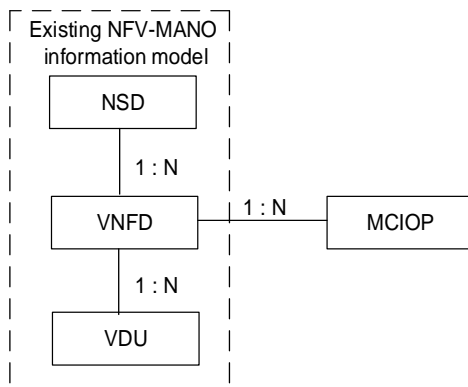 Existing NFV-MANO
information model
NSD
1 : N
VNFD
1 : N
MCIOP
1 : N
VDU